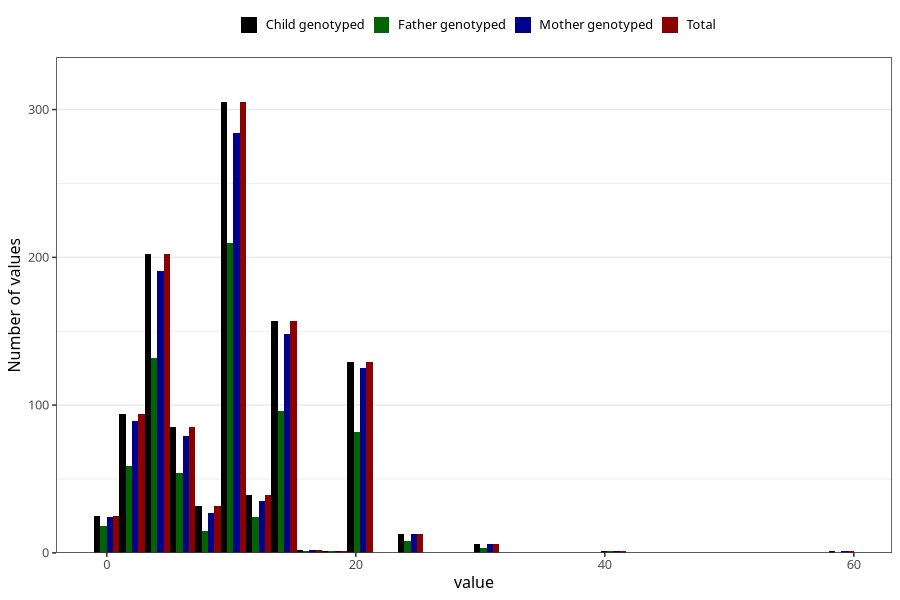 Child genotyped Father genotyped Mother genotyped Total
Number of values
300
200
100
0
0 20 40 60
value